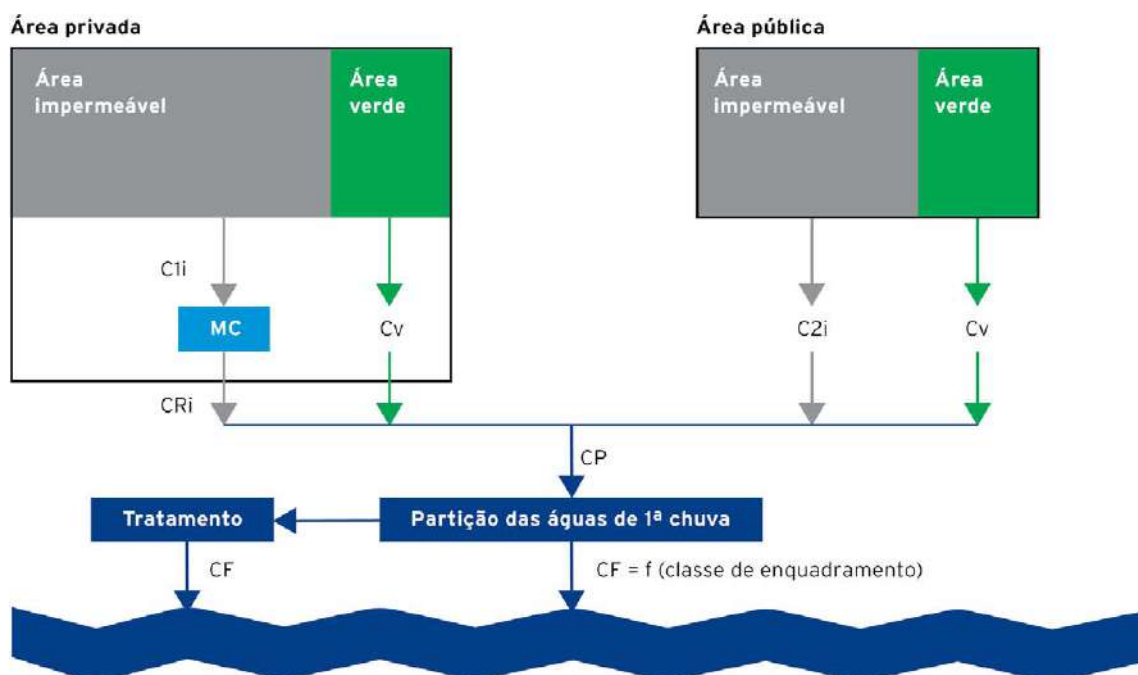 Área privada
Área
impermeável
Área
verde
C1i
MC
Cv
CRi
Área pública
Área
impermeável
Área
verde
C2i
Cv
CP
Tratamento
Partição das águas de 1ª chuva
CF
CF = f (classe de enquadramento)